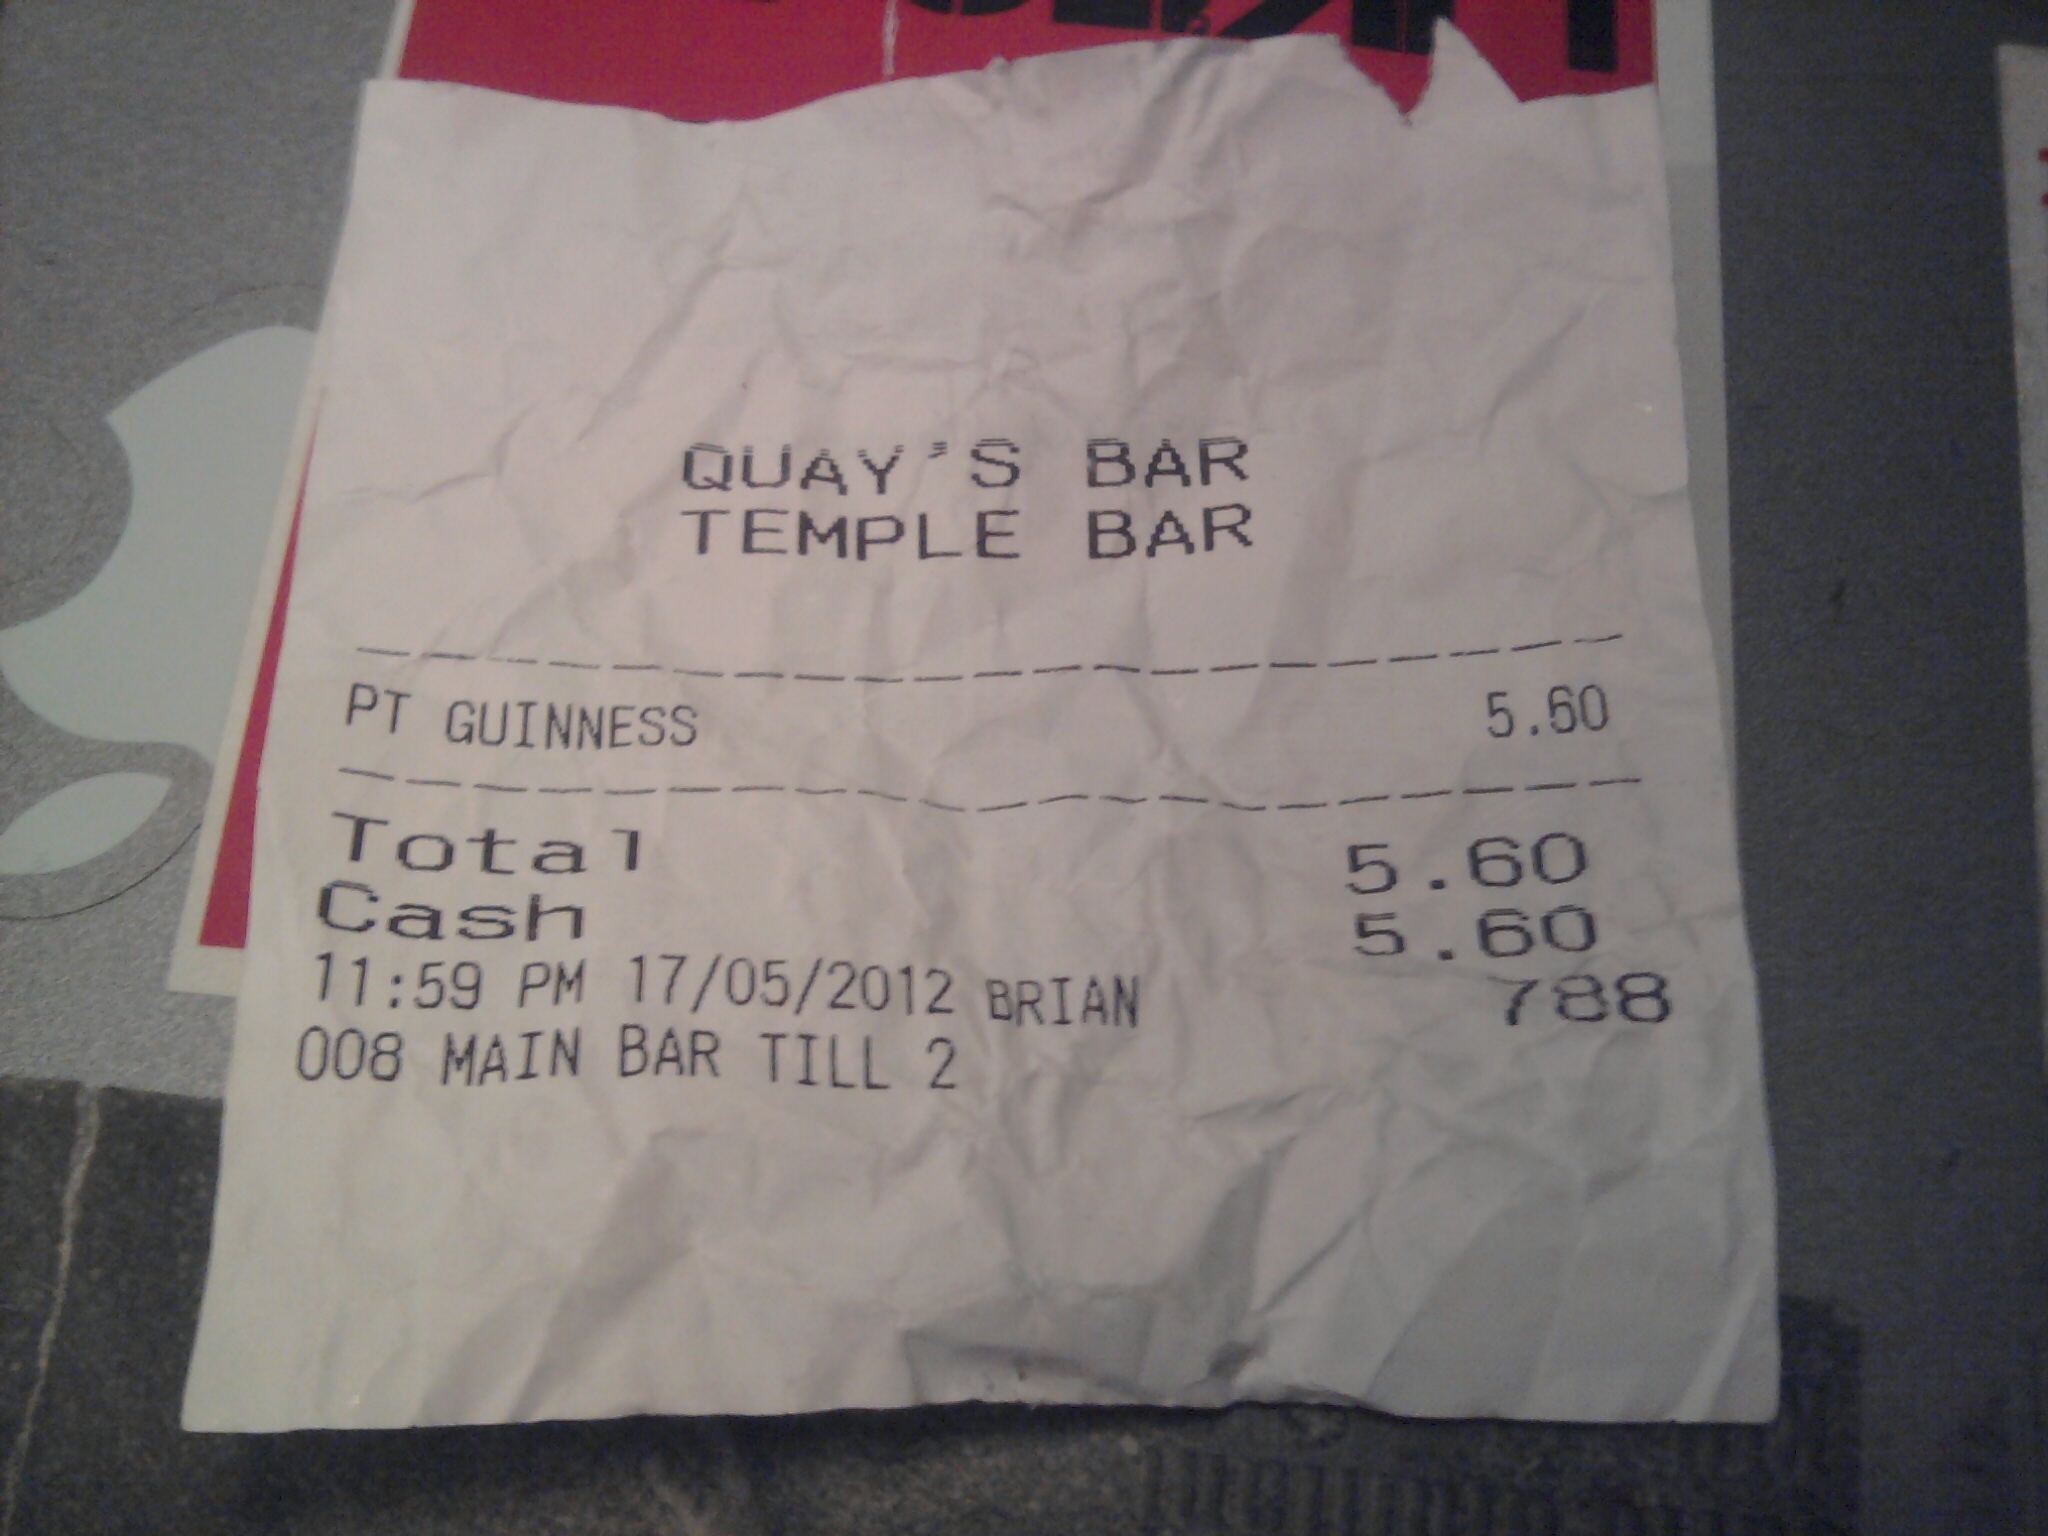 QUAY'S BAR
TEMPLE BAR
PT GUINNESS 5.60
Total 5.60
Cash 5.60
11:59 PM 17/05/2012 BRIAN 788
008 MAIN BAR TILL 2